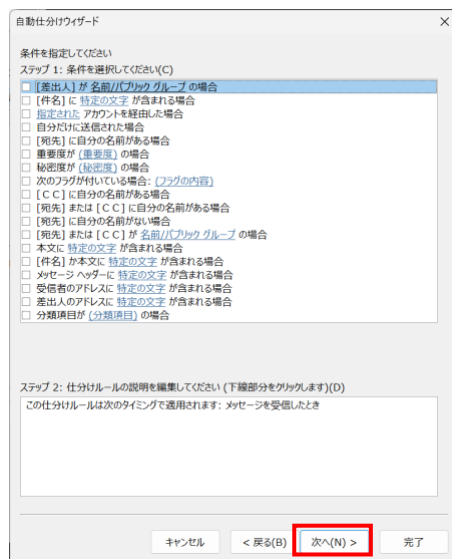 自動仕分けウィザード
条件を指定してください
ステップ 1: 条件を選択してください(C)
[差出人] が 名前/パブリック グループ の場合
[件名] に 特定の文字 が含まれる場合
指定された アカウントを経由した場合
自分だけに送信された場合
[宛先] に自分の名前がある場合
重要度が (重要度) の場合
秘密度が (秘密度) の場合
次のフラグが付いている場合: (フラグの内容)
[ＣＣ] に自分の名前がある場合
[宛先] または [ＣＣ] に自分の名前がある場合
[宛先] に自分の名前がない場合
[宛先] または [ＣＣ] が 名前/パブリック グループ の場合
本文に 特定の文字 が含まれる場合
[件名] か本文に 特定の文字 が含まれる場合
メッセージ ヘッダーに 特定の文字 が含まれる場合
受信者のアドレスに 特定の文字 が含まれる場合
差出人のアドレスに 特定の文字 が含まれる場合
分類項目が (分類項目) の場合
ステップ 2: 仕分けルールの説明を編集してください (下線部分をクリックします)(D)
この仕分けルールは次のタイミングで適用されます: メッセージを受信したとき
キャンセル < 戻る(B) 次へ(N) > 完了